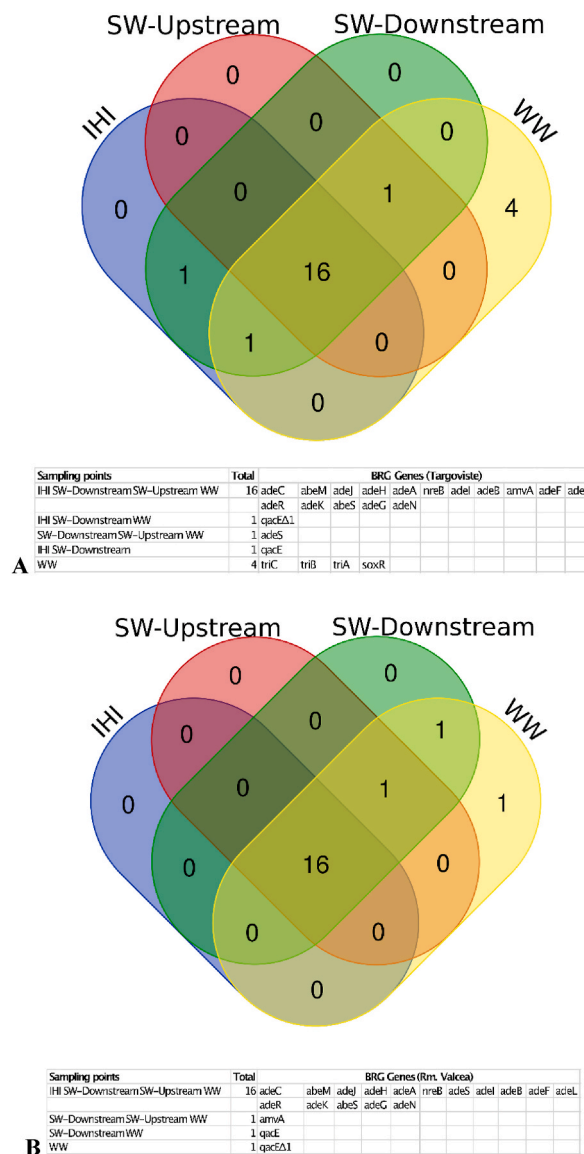 SW-Upstream SW-Downstream
IHI WW
0 0
0 0 0
0 0 1 4
1 16 0
1 0
0
Sampling points Total BRG Genes (Targoviste)
IHI SW-Downstream SW-Upstream WW 16 adeC abeM adeJ adeH adeA nreB adeI adeB amvA adeF
adeR adeK abeS adeG adeN
IHI SW-Downstream WW 1 qacEΔ1
SW-Downstream SW-Upstream WW 1 adeS
IHI SW-Downstream 1 qacE
A WW 4 triC triB triA soxR
SW-Upstream SW-Downstream
IHI WW
0 0
0 0 1
0 0 1 1
0 16 0
0 0
0
Sampling points Total BRG Genes (Rm. Valcea)
IHI SW-Downstream SW-Upstream WW 16 adeC abeM adeJ adeH adeA nreB adeS adeI adeB adeF adeL
adeR adeK abeS adeG adeN
SW-Downstream SW-Upstream WW 1 amvA
SW-Downstream WW 1 qacE
B WW 1 qacEΔ1